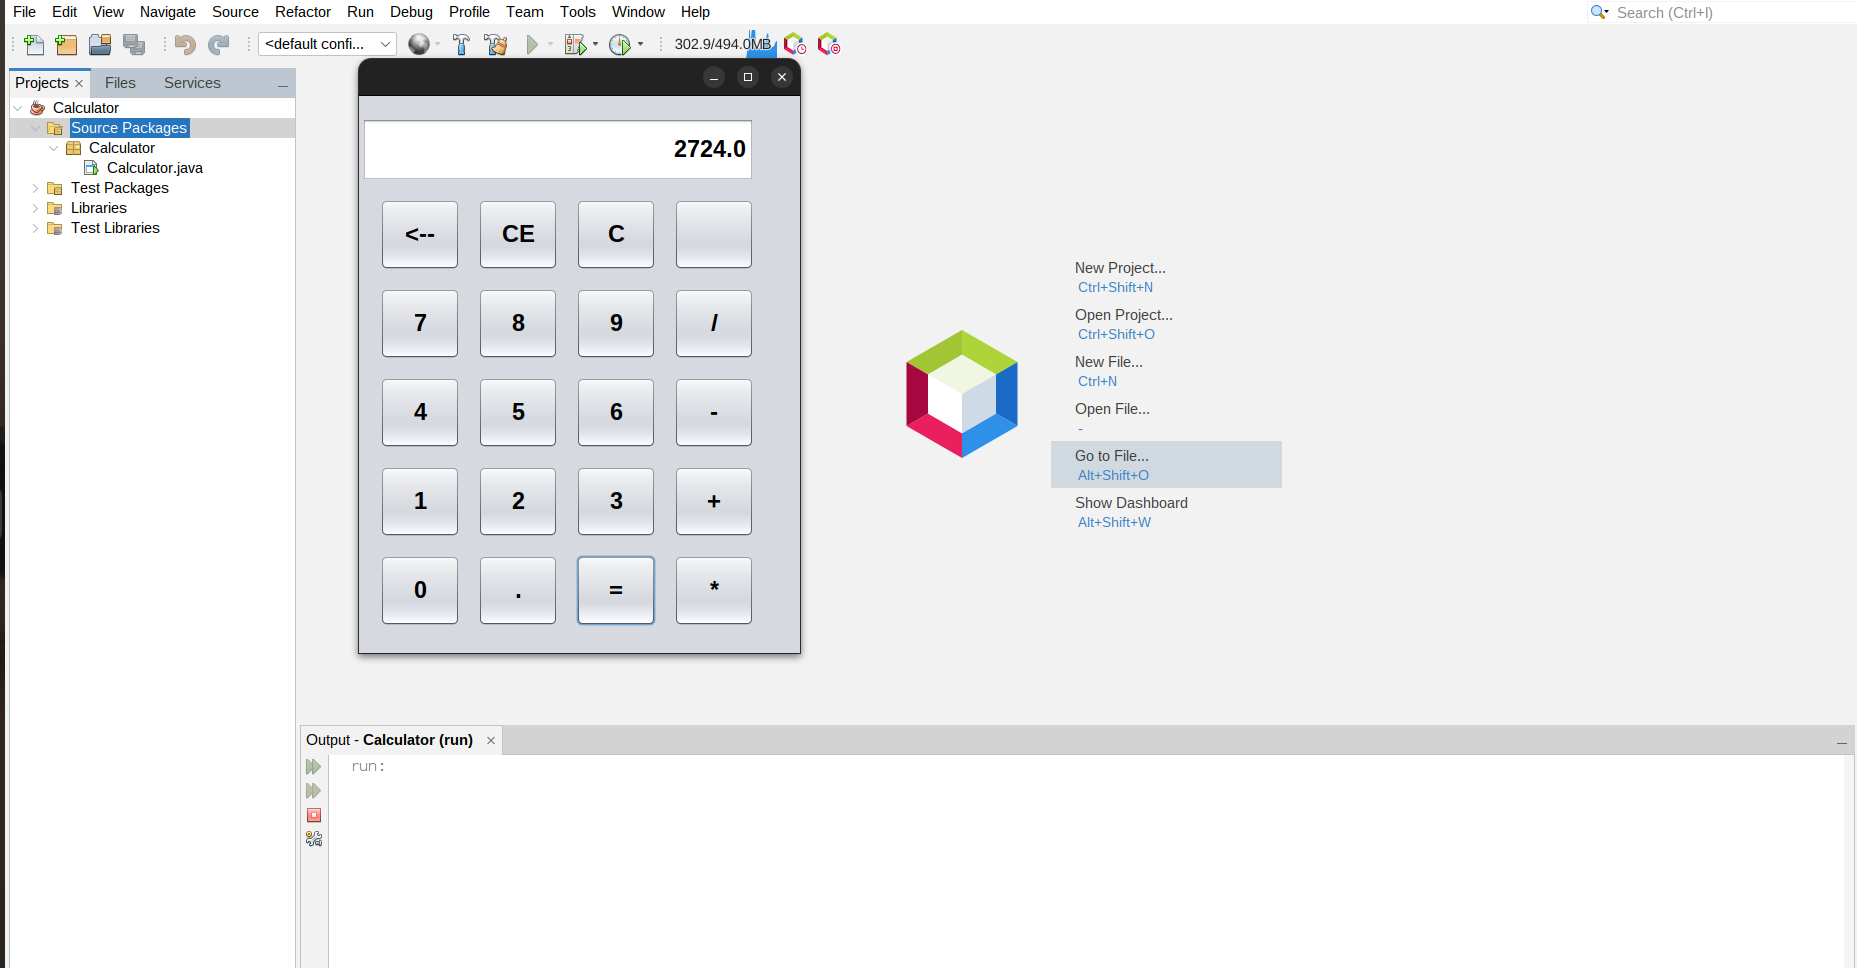 File Edit View Navigate Source Refactor Run Debug Profile Team Tools Window Help
Search (Ctrl+I)
<default confi...
302.9/494.0MB
Projects Files Services
Calculator
Source Packages
Calculator
Calculator.java
Test Packages
Libraries
Test Libraries
2724.0
<-- CE C
7 8 9 /
4 5 6 -
1 2 3 +
0 . = *
New Project...
Ctrl+Shift+N
Open Project...
Ctrl+Shift+O
New File...
Ctrl+N
Open File...
-
Go to File...
Alt+Shift+O
Show Dashboard
Alt+Shift+W
Output - Calculator (run)
run: